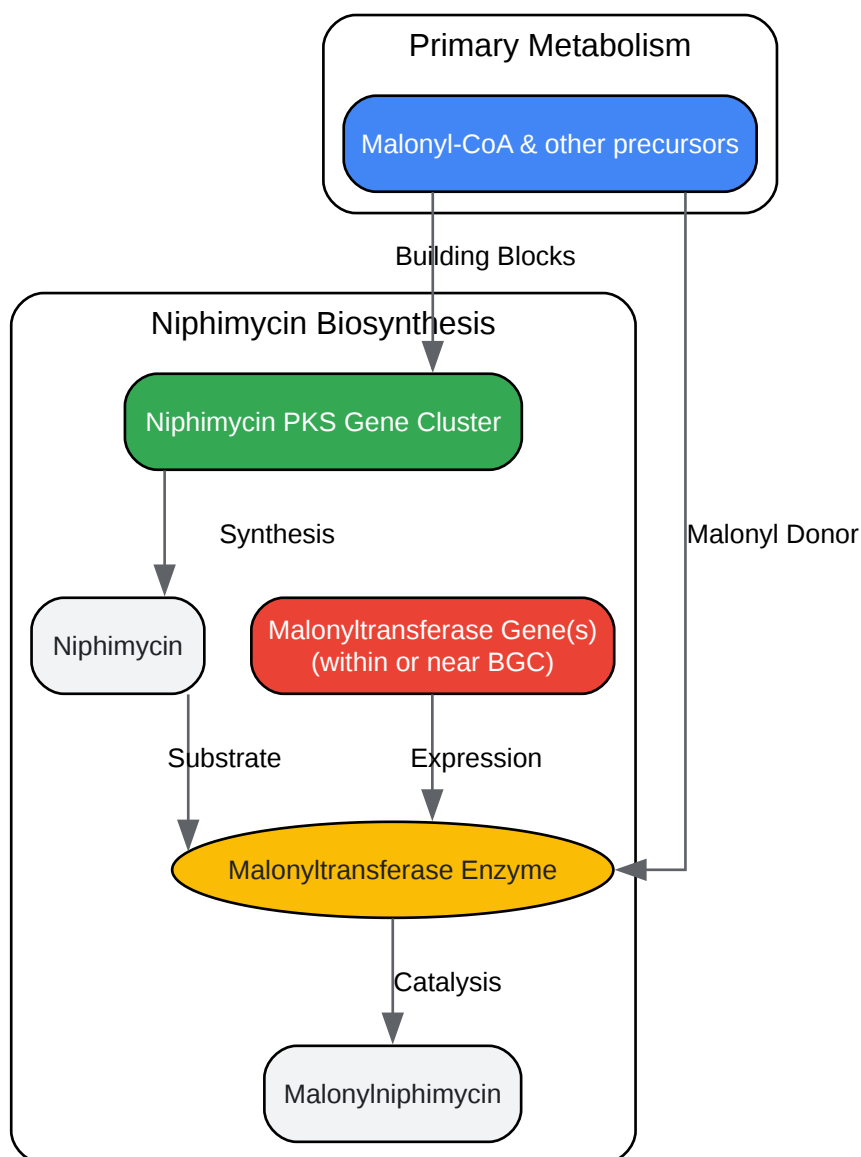 Primary Metabolism
Malonyl-CoA & other precursors
Building Blocks
Niphimycin Biosynthesis
Niphimycin PKS Gene Cluster
Synthesis
Malonyl Donor
Niphimycin
Malonyltransferase Gene(s)
(within or near BGC)
Substrate
Expression
Malonyltransferase Enzyme
Catalysis
Malonylniphimycin